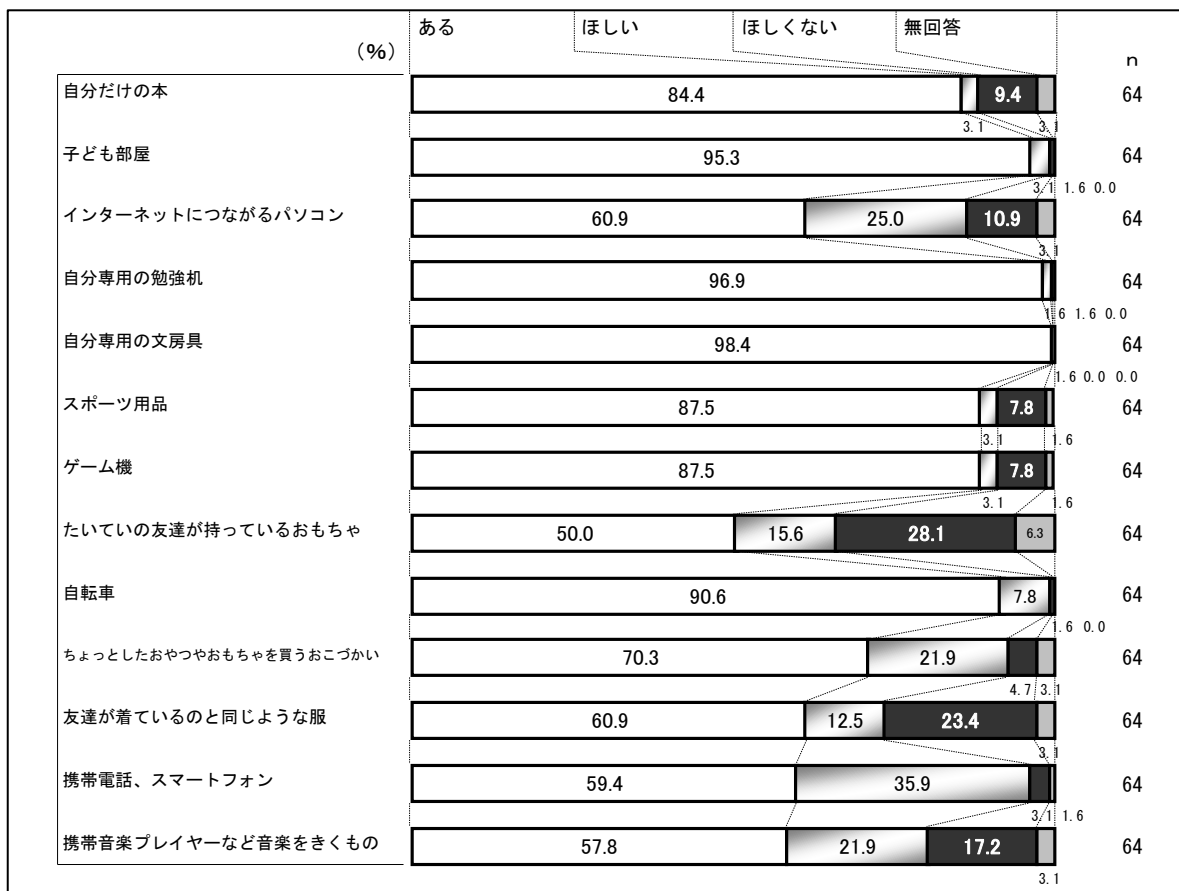 ある ほしい ほしくない 無回答
(%) n
自分だけの本 84.4 9.4 64
3.1 3.1
子ども部屋 95.3 64
3.1 1.6 0.0
インターネットにつながるパソコン 60.9 25.0 10.9 64
3.1
自分専用の勉強机 96.9 64
1.6 1.6 0.0
自分専用の文房具 98.4 64
1.6 0.0 0.0
スポーツ用品 87.5 7.8 64
3.1 1.6
ゲーム機 87.5 7.8 64
3.1 1.6
たいていの友達が持っているおもちゃ 50.0 15.6 28.1 6.3 64
自転車 90.6 7.8 64
1.6 0.0
ちょっとしたおやつやおもちゃを買うおこづかい 70.3 21.9 64
4.7 3.1
友達が着ているのと同じような服 60.9 12.5 23.4 64
3.1
携帯電話、スマートフォン 59.4 35.9 64
3.1 1.6
携帯音楽プレイヤーなど音楽をきくもの 57.8 21.9 17.2 64
3.1